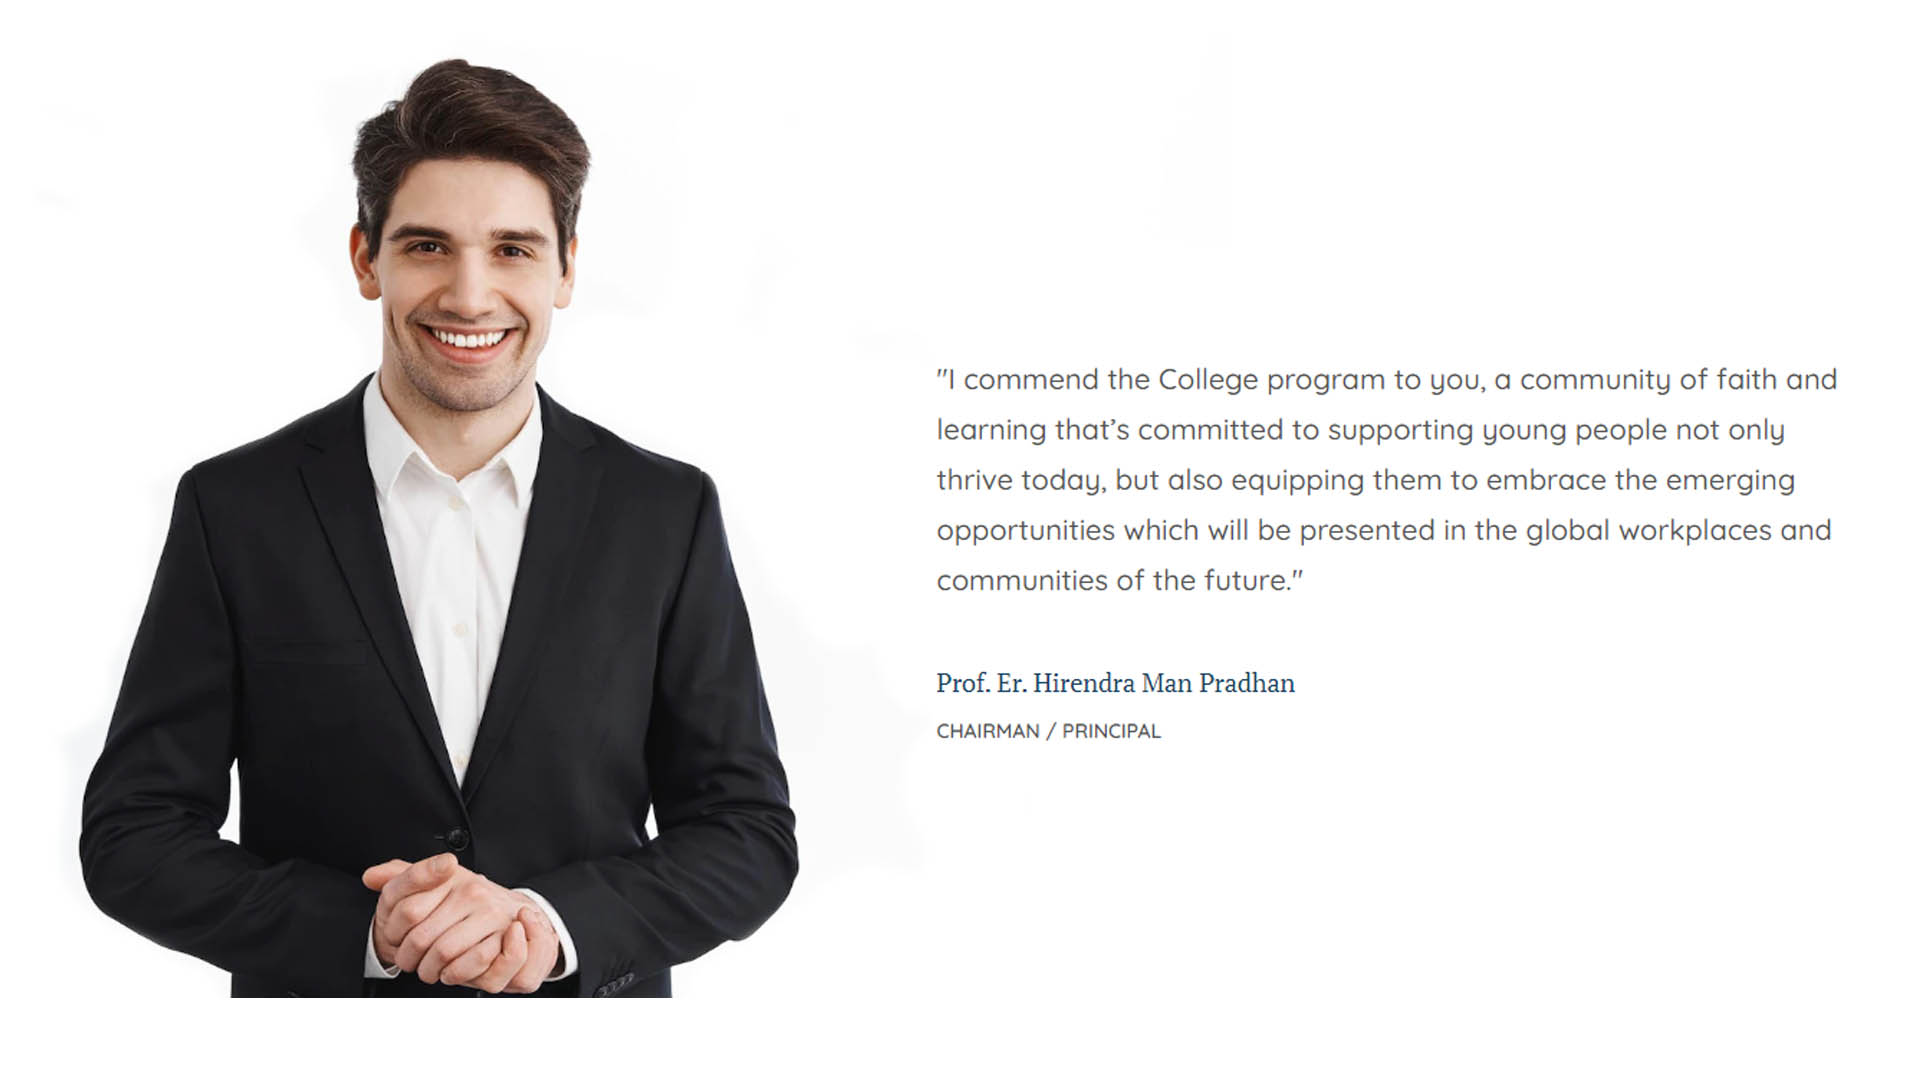 "I commend the College program to you, a community of faith and
learning that’s committed to supporting young people not only
thrive today, but also equipping them to embrace the emerging
opportunities which will be presented in the global workplaces and
communities of the future."
Prof. Er. Hirendra Man Pradhan
CHAIRMAN / PRINCIPAL